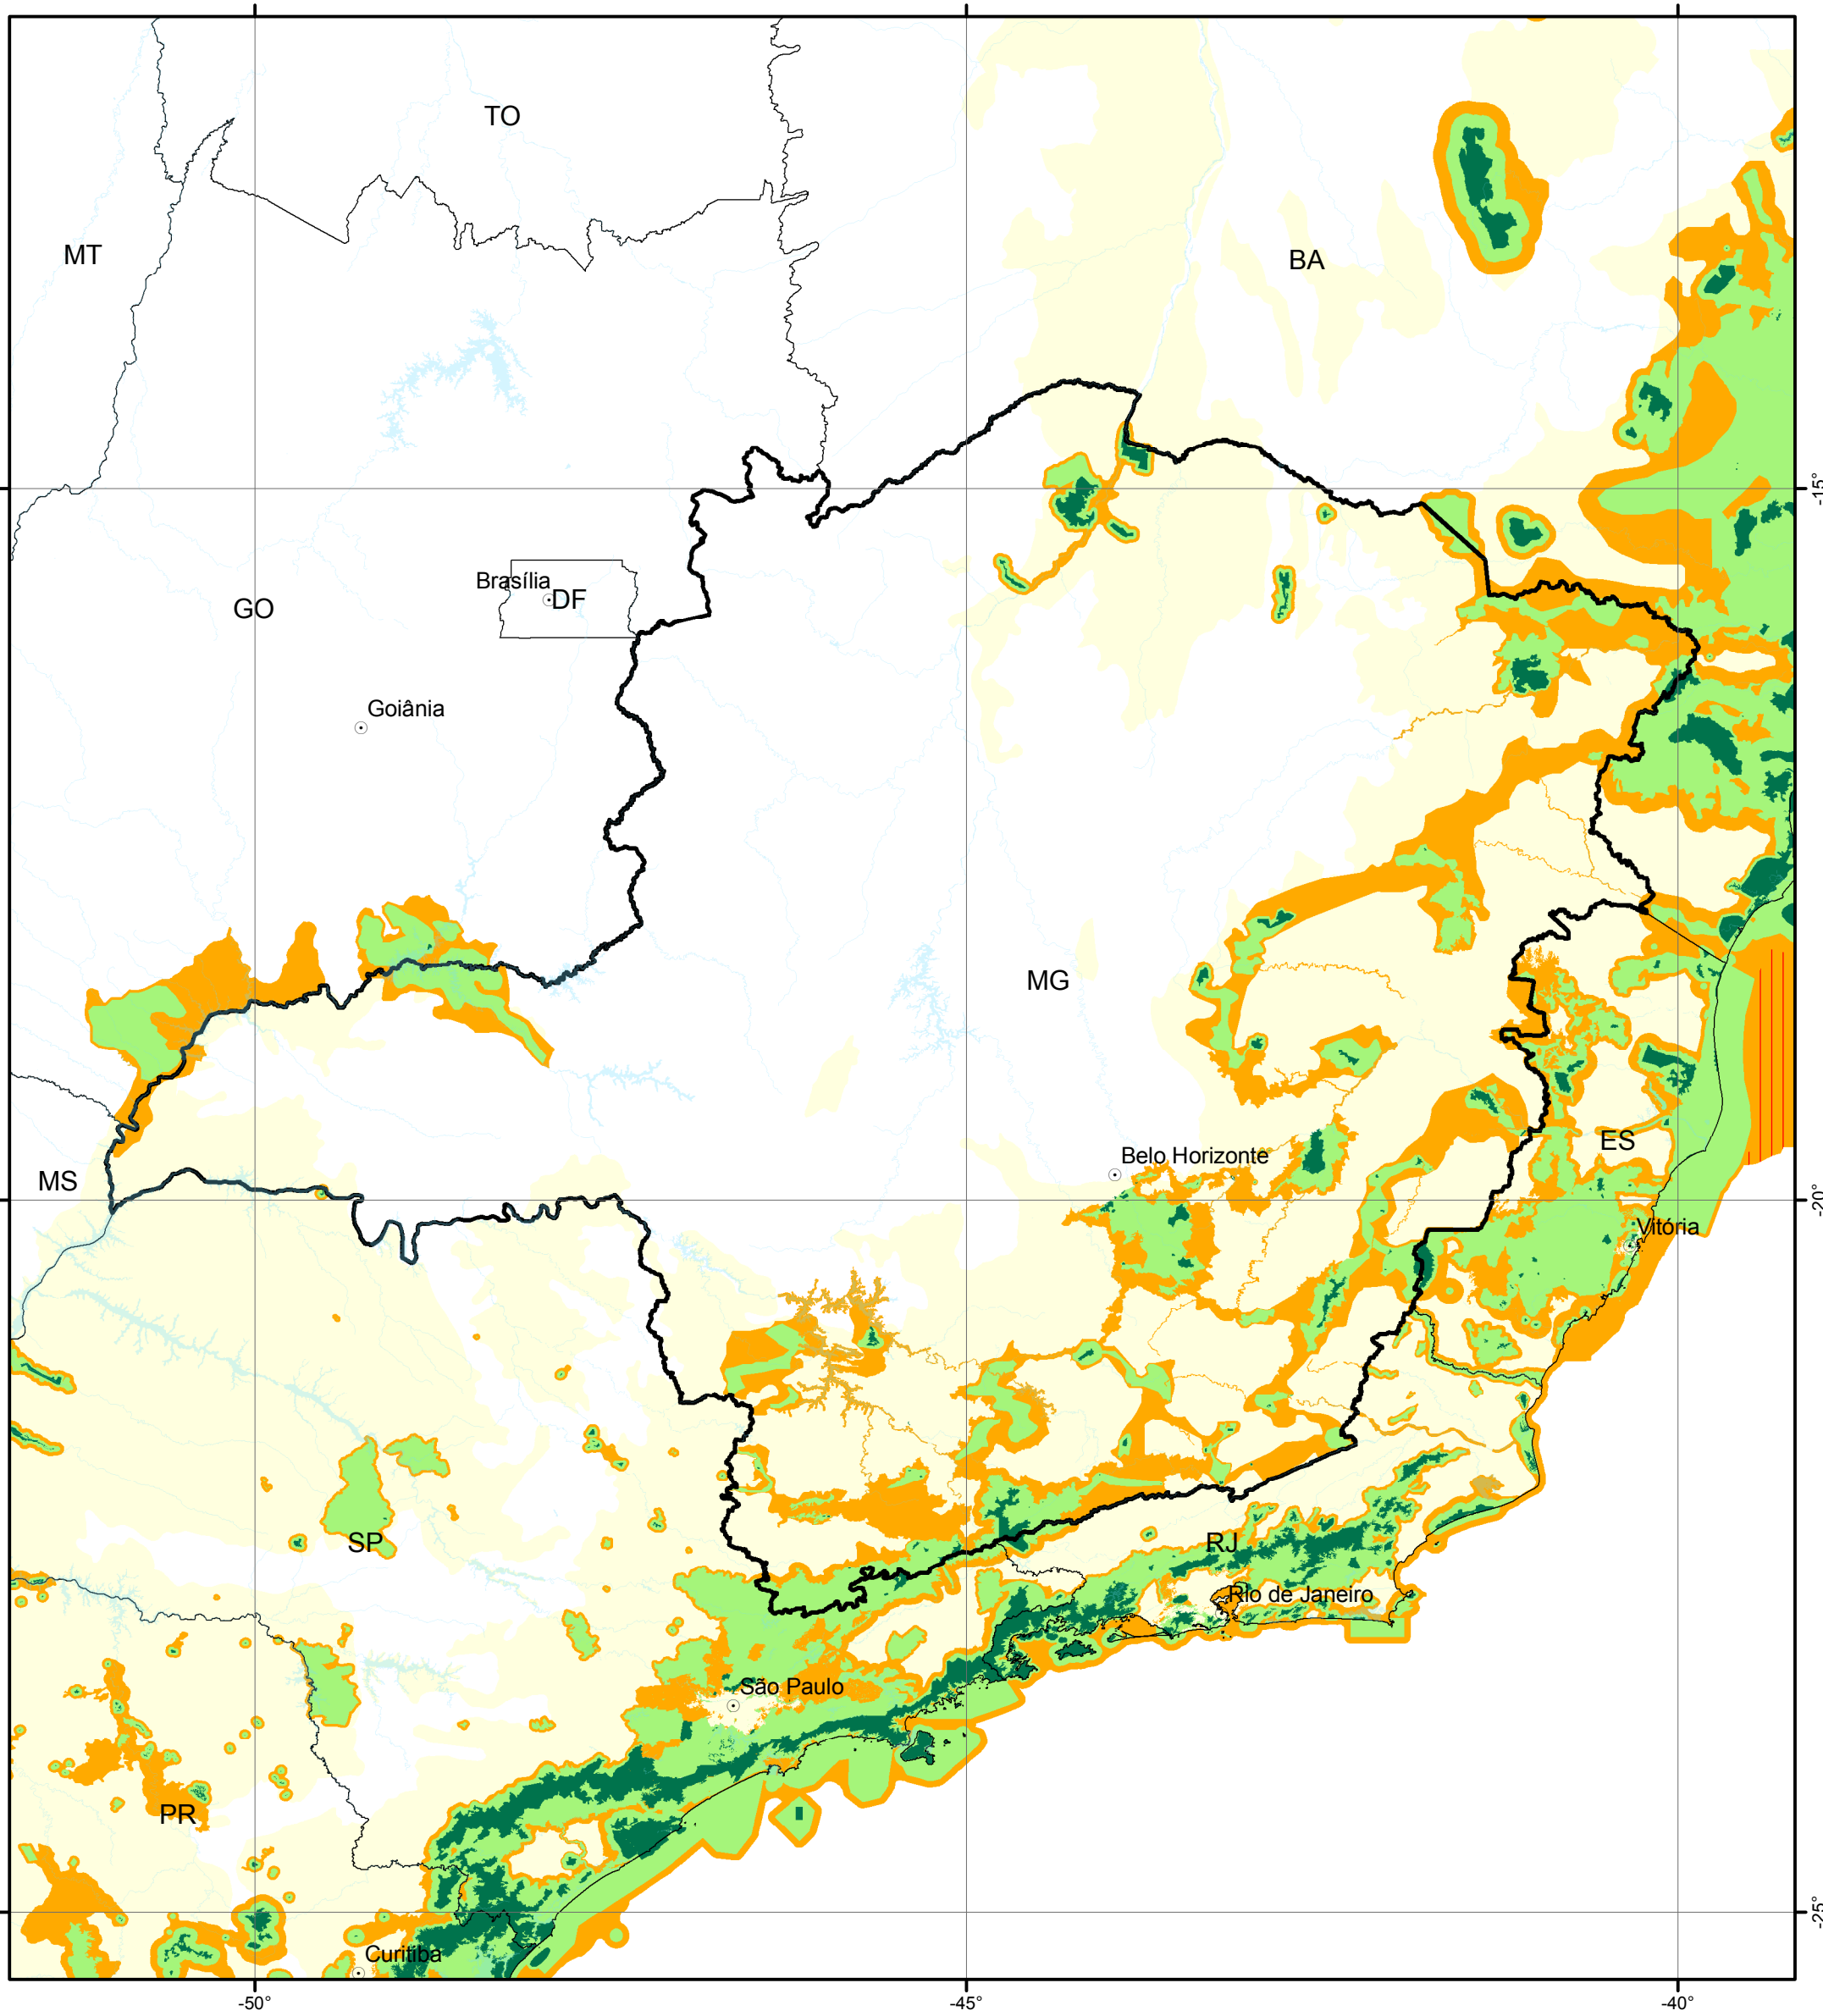 TO
MT
BA
-15°
Brasília
DF
GO
Goiânia
MG
Belo Horizonte
ES
MS
-20°
Vitória
SP
RJ
Rio de Janeiro
São Paulo
PR
-25°
Curitiba
-50°
-45°
-40°